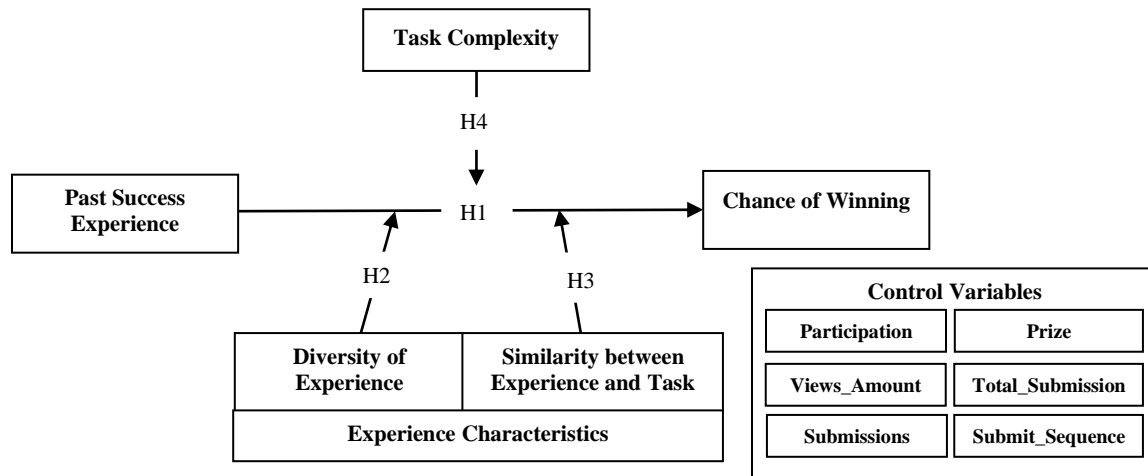 Task Complexity
H4
Past Success
Experience
H1
Chance of Winning
H2
H3
Diversity of
Experience
Similarity between
Experience and Task
Experience Characteristics
Control Variables
Participation
Prize
Views_Amount
Total_Submission
Submissions
Submit_Sequence